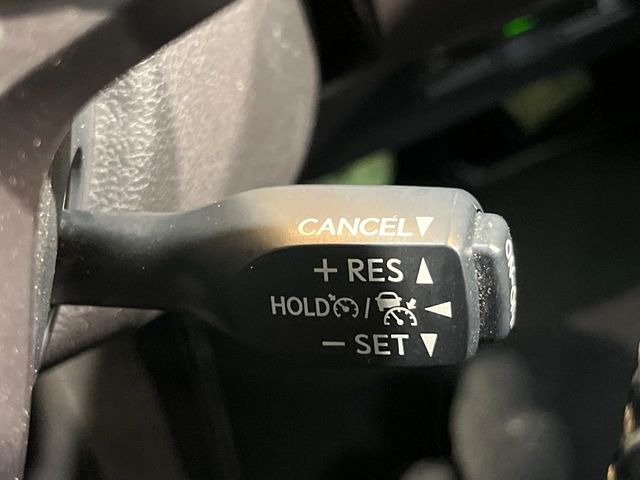 CANCEL▼
+ RES ▲
HOLD / ◀
− SET ▼